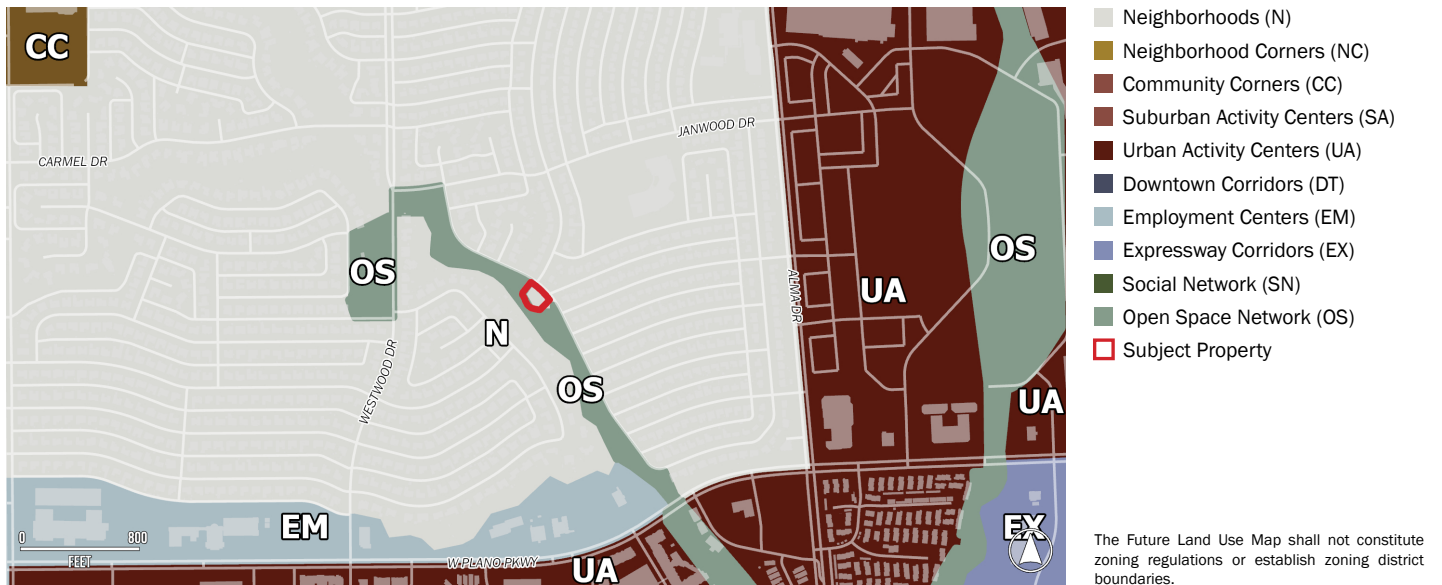 CC
CARMEL DR
JANWOOD DR
OS
OS
UA
ALMA DR
N
WESTWOOD DR
OS
UA
EM
EX
0 800
FEET
W PLANO PKWY
UA
Neighborhoods (N)
Neighborhood Corners (NC)
Community Corners (CC)
Suburban Activity Centers (SA)
Urban Activity Centers (UA)
Downtown Corridors (DT)
Employment Centers (EM)
Expressway Corridors (EX)
Social Network (SN)
Open Space Network (OS)
Subject Property
The Future Land Use Map shall not constitute
zoning regulations or establish zoning district
boundaries.